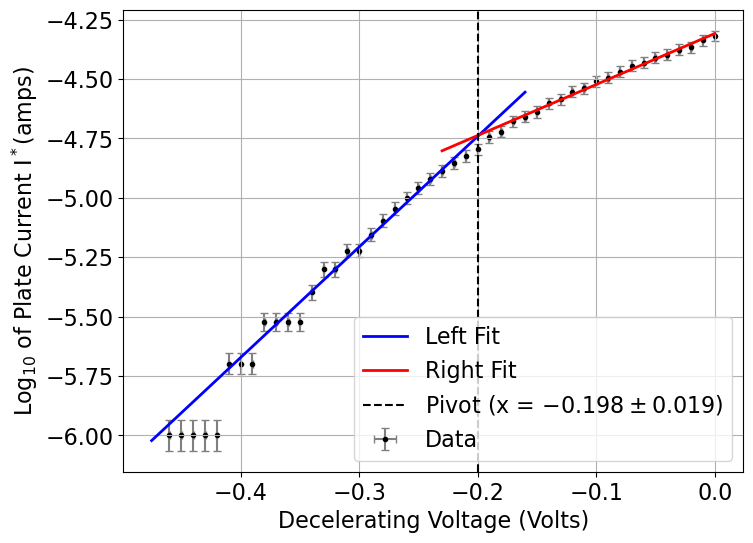 −4.25
−4.50
−4.75
−5.00
−5.25
−5.50
−5.75
−6.00
Log₁₀ of Plate Current I* (amps)
Left Fit
Right Fit
Pivot (x = −0.198 ± 0.019)
Data
−0.4 −0.3 −0.2 −0.1 0.0
Decelerating Voltage (Volts)